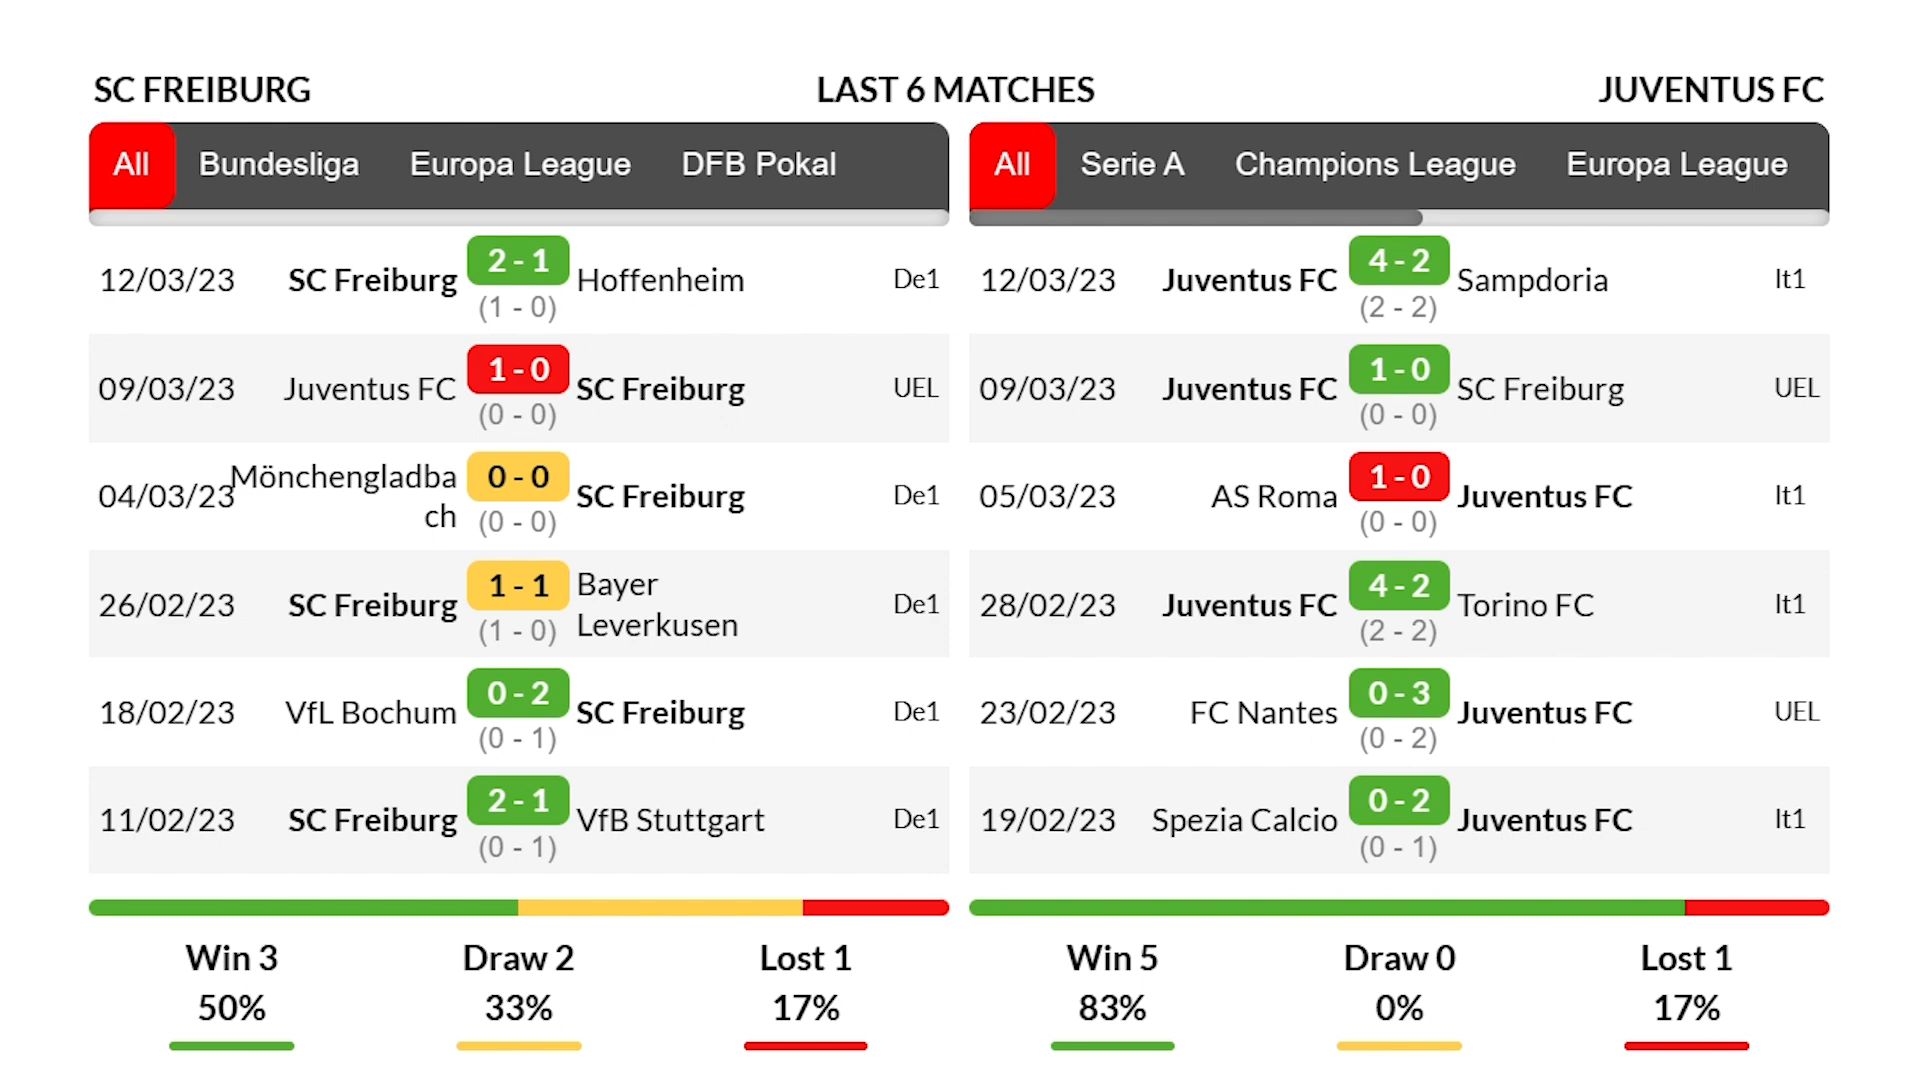 SC FREIBURG LAST 6 MATCHES JUVENTUS FC
All Bundesliga Europa League DFB Pokal
12/03/23 SC Freiburg 2 - 1 Hoffenheim De1
(1 - 0)
09/03/23 Juventus FC 1 - 0 SC Freiburg UEL
(0 - 0)
04/03/23 Mönchengladba
ch 0 - 0 SC Freiburg De1
(0 - 0)
26/02/23 SC Freiburg 1 - 1 Bayer
Leverkusen De1
(1 - 0)
18/02/23 VfL Bochum 0 - 2 SC Freiburg De1
(0 - 1)
11/02/23 SC Freiburg 2 - 1 VfB Stuttgart De1
(0 - 1)
Win 3 Draw 2 Lost 1
50% 33% 17%
All Serie A Champions League Europa League
12/03/23 Juventus FC 4 - 2 Sampdoria It1
(2 - 2)
09/03/23 Juventus FC 1 - 0 SC Freiburg UEL
(0 - 0)
05/03/23 AS Roma 1 - 0 Juventus FC It1
(0 - 0)
28/02/23 Juventus FC 4 - 2 Torino FC It1
(2 - 2)
23/02/23 FC Nantes 0 - 3 Juventus FC UEL
(0 - 2)
19/02/23 Spezia Calcio 0 - 2 Juventus FC It1
(0 - 1)
Win 5 Draw 0 Lost 1
83% 0% 17%